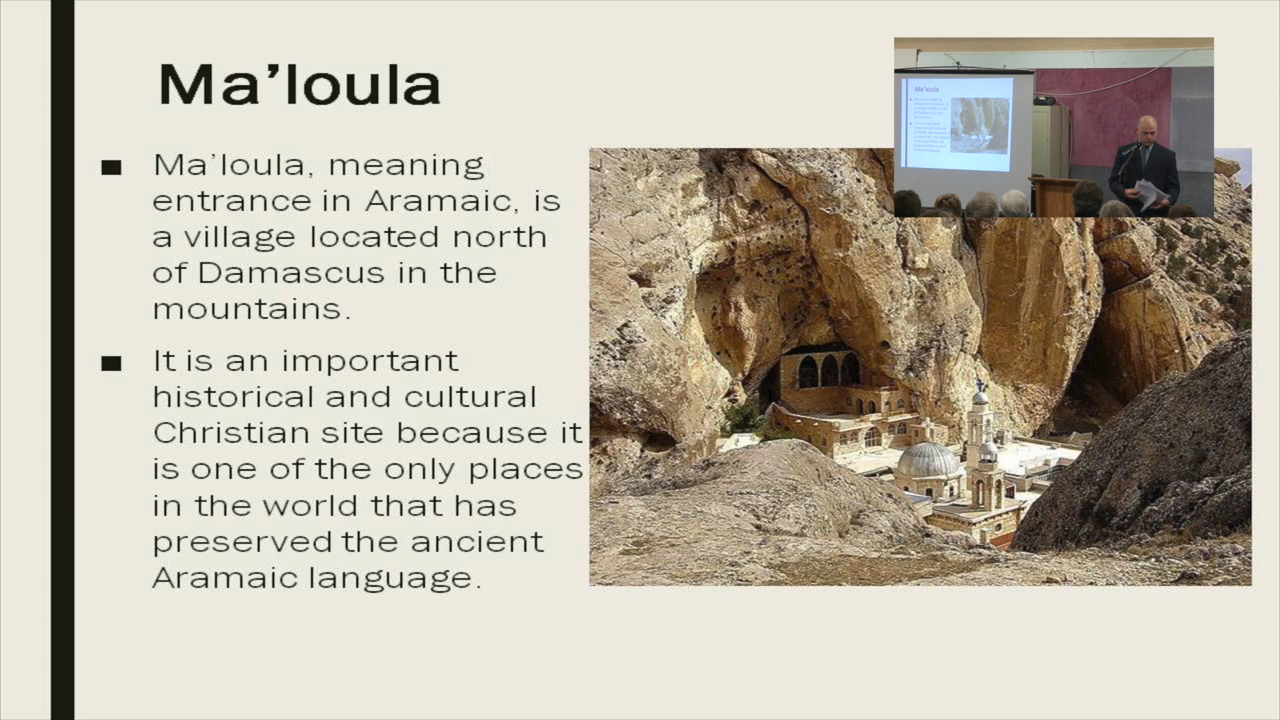 Ma’loula
■ Ma’loula, meaning
entrance in Aramaic, is
a village located north
of Damascus in the
mountains.
■ It is an important
historical and cultural
Christian site because it
is one of the only places
in the world that has
preserved the ancient
Aramaic language.
Ma’loula